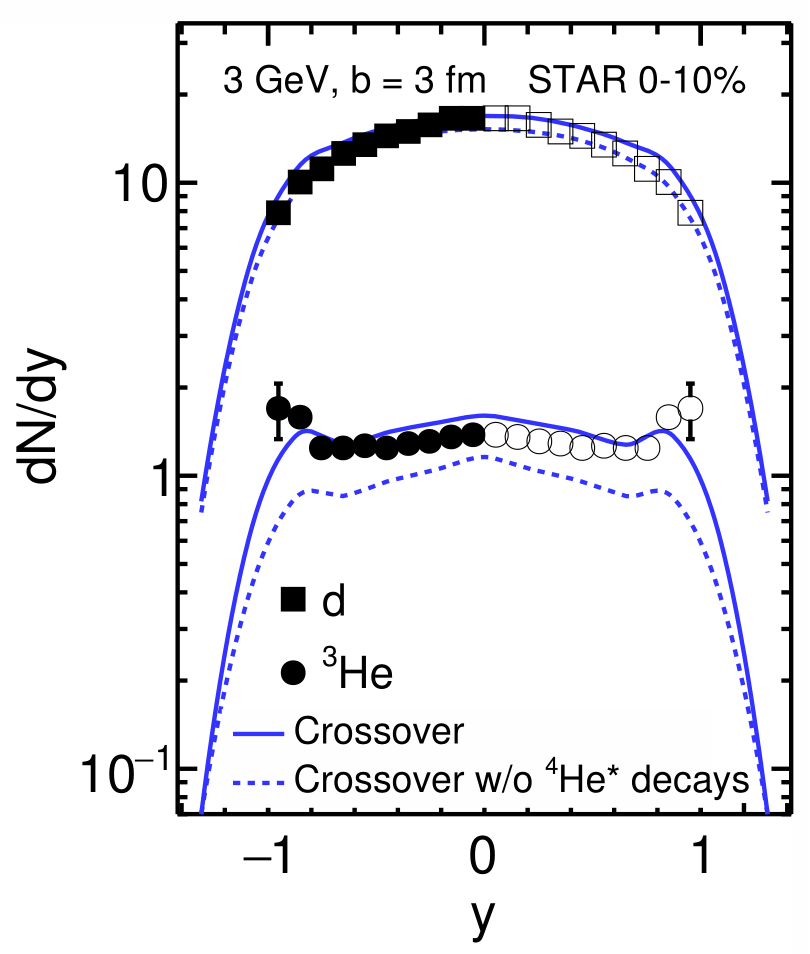 3 GeV, b = 3 fm STAR 0-10%
10
1
10⁻¹
dN/dy
d
³He
Crossover
Crossover w/o ⁴He* decays
−1 0 1
y